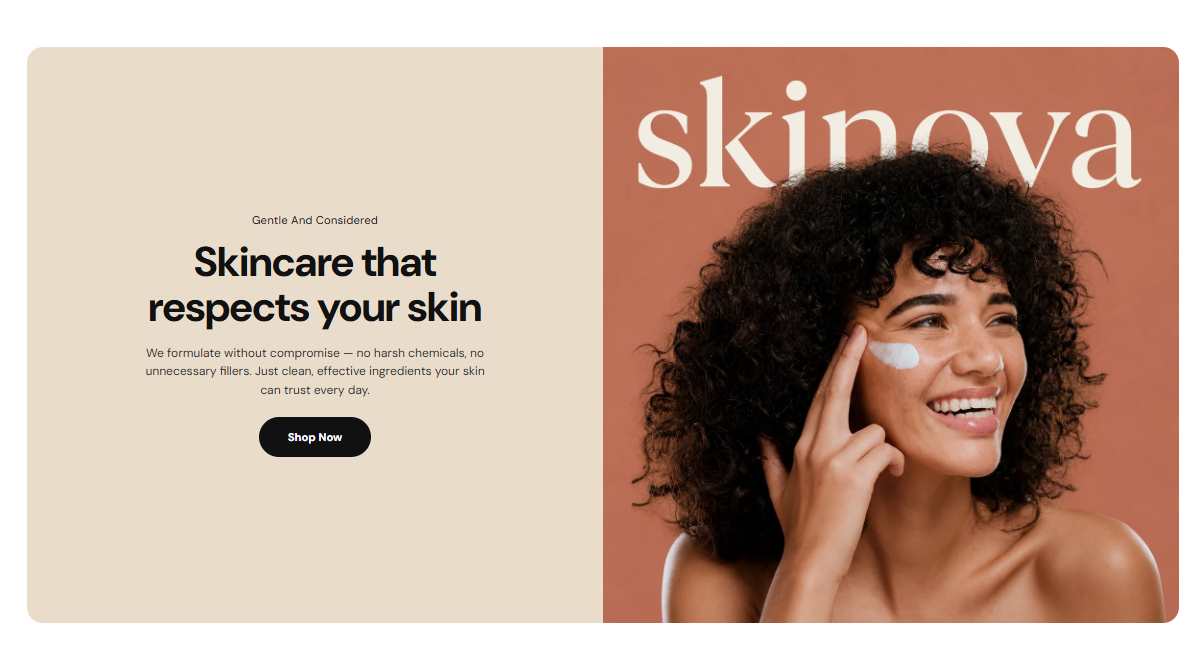 Gentle And Considered
Skincare that
respects your skin
We formulate without compromise — no harsh chemicals, no
unnecessary fillers. Just clean, effective ingredients your skin
can trust every day.
Shop Now
skinova